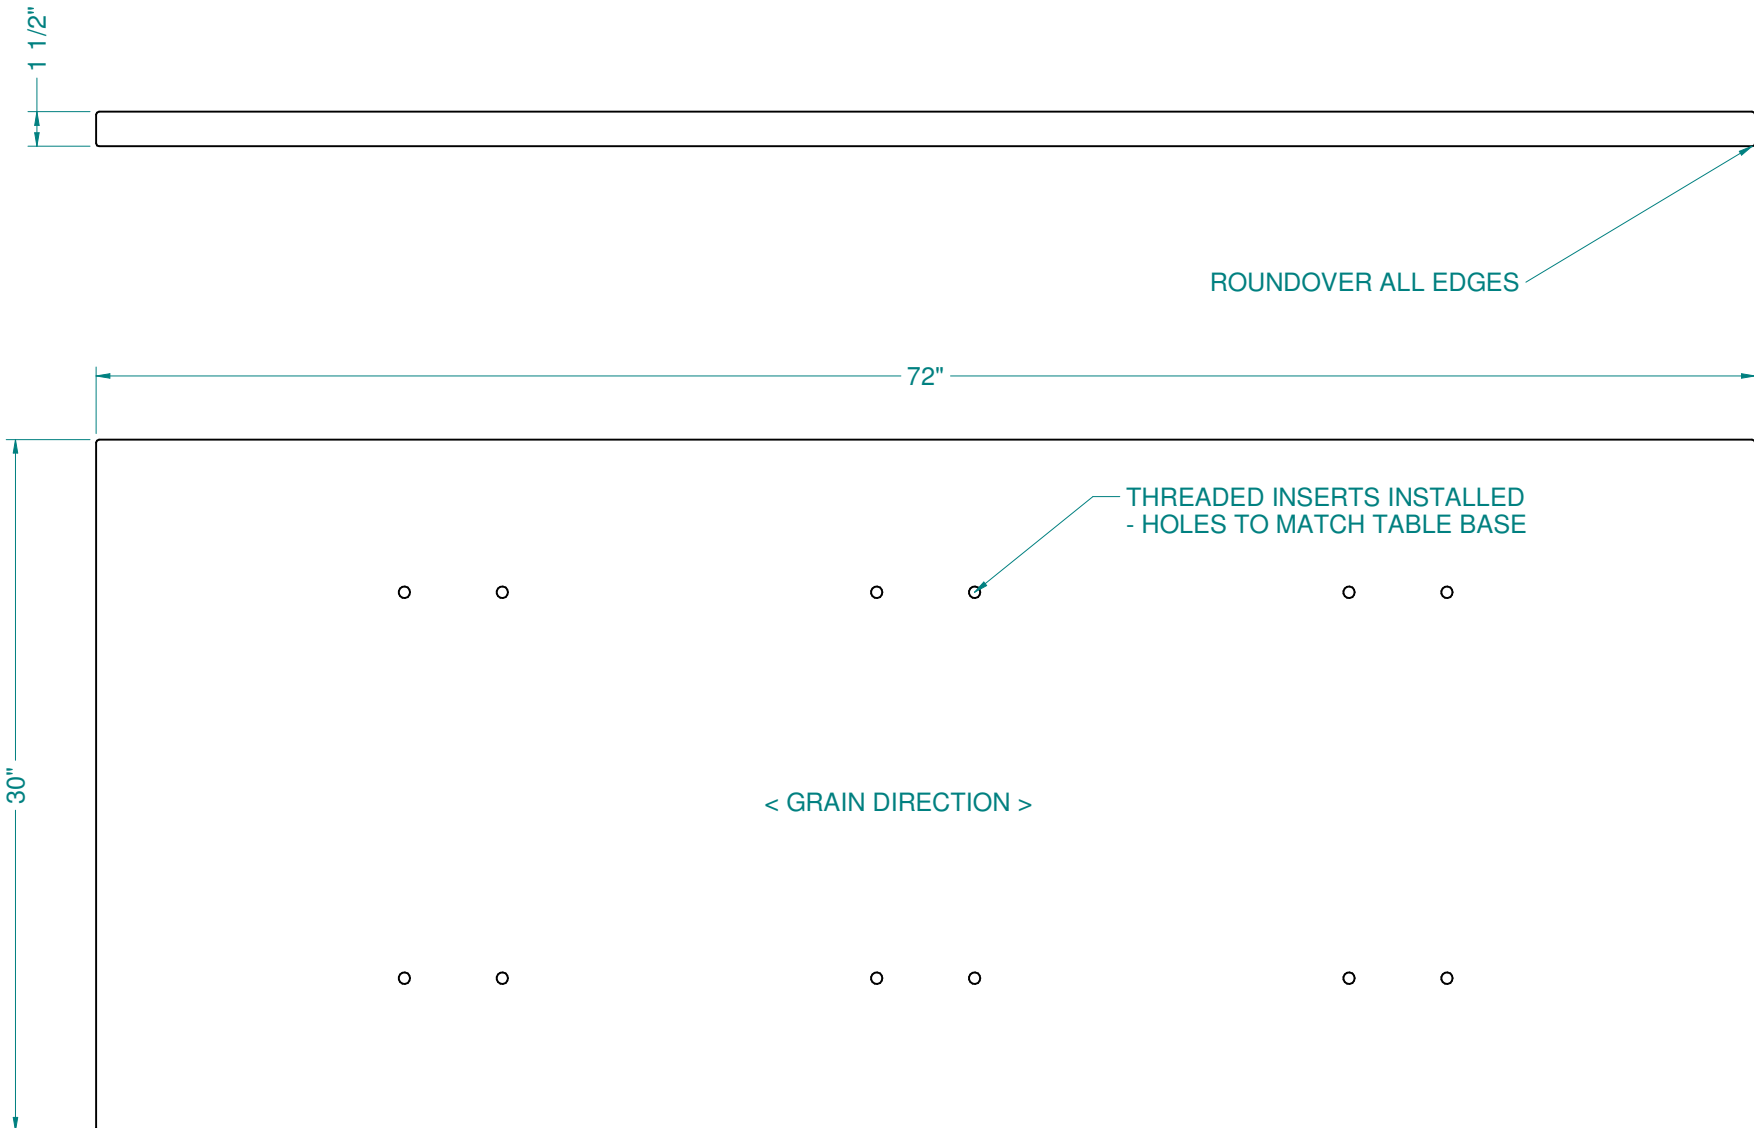 1 1/2"
ROUNDOVER ALL EDGES
72"
THREADED INSERTS INSTALLED
- HOLES TO MATCH TABLE BASE
30"
< GRAIN DIRECTION >